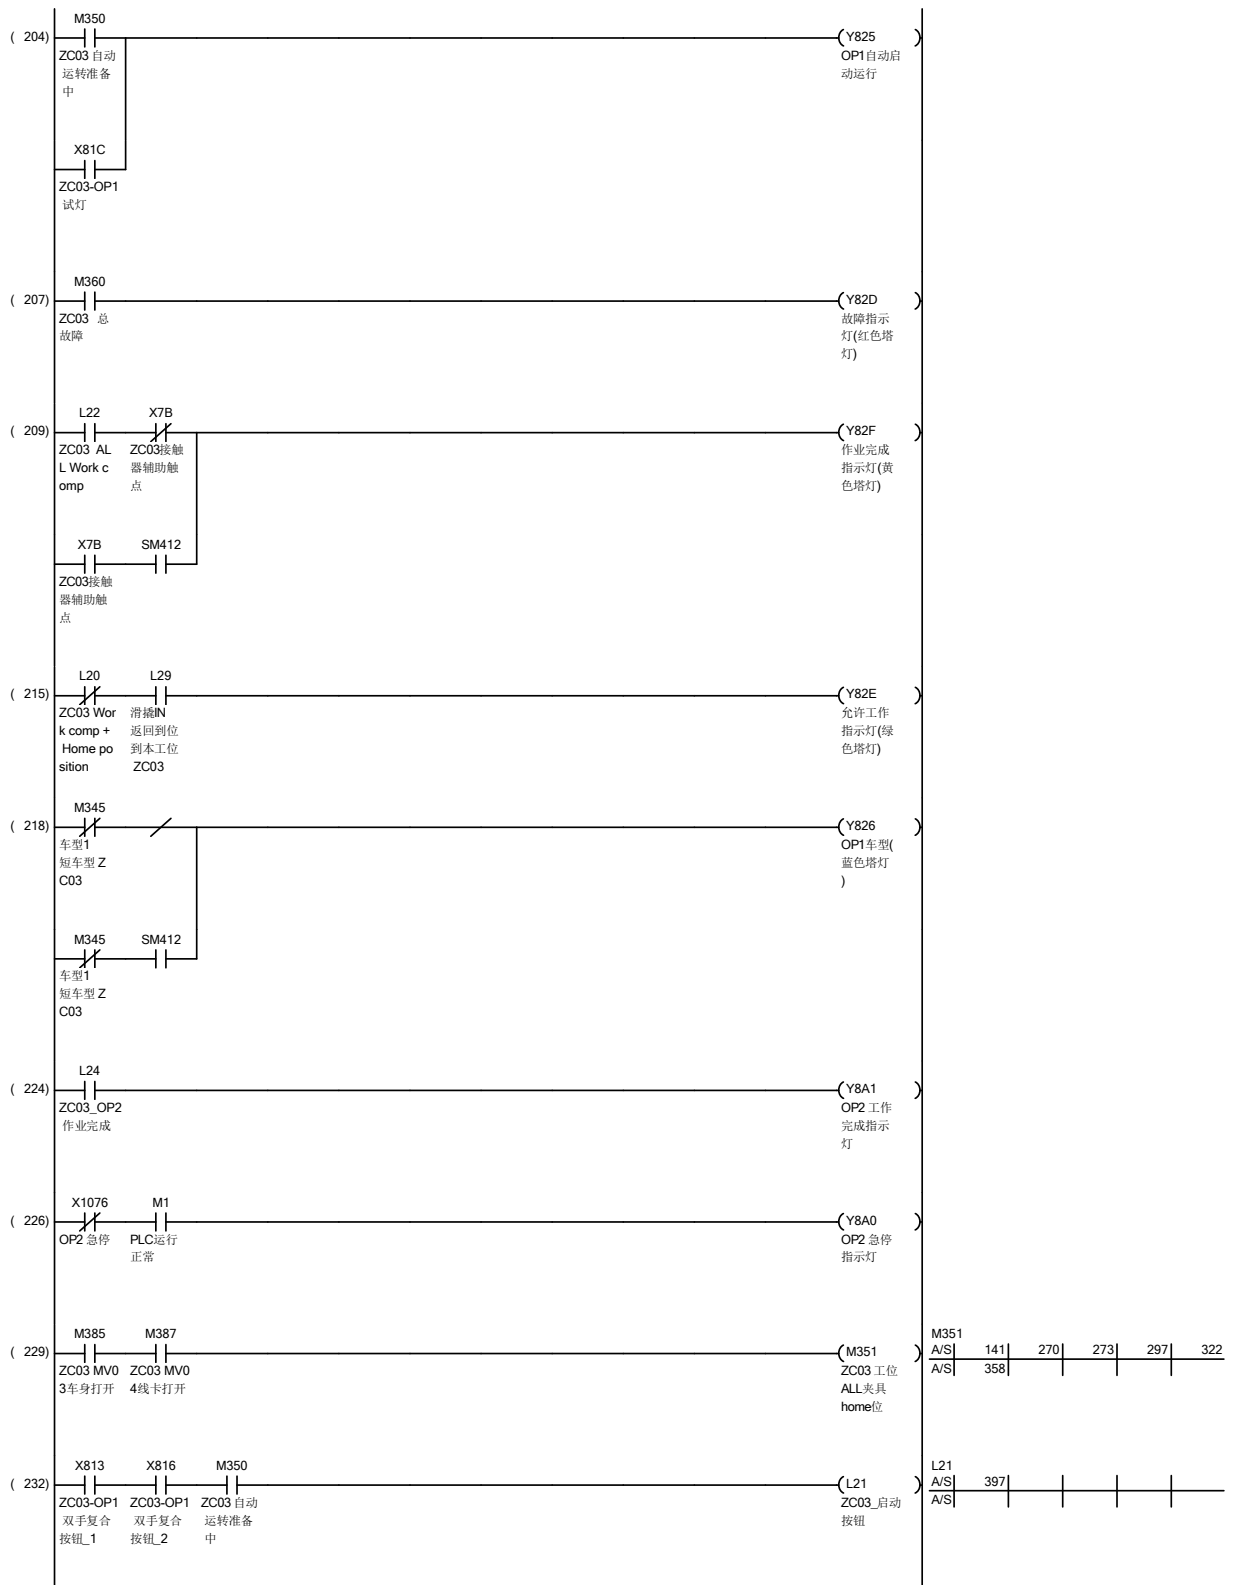 M350
( 204)
Y825
ZC03 自动
运转准备
中
OP1自动启
动运行
X81C
ZC03-OP1
试灯
M360
( 207)
Y82D
ZC03 总
故障
故障指示
灯(红色塔
灯)
L22 X7B
( 209)
Y82F
ZC03 AL
L Work c
omp
ZC03接触
器辅助触
点
作业完成
指示灯(黄
色塔灯)
X7B SM412
ZC03接触
器辅助触
点
L20 L29
( 215)
Y82E
ZC03 Wor
k comp +
Home po
sition
滑撬IN
返回到位
到本工位
ZC03
允许工作
指示灯(绿
色塔灯)
M345
( 218)
Y826
车型1
短车型 Z
C03
OP1车型(
蓝色塔灯
)
M345 SM412
车型1
短车型 Z
C03
L24
( 224)
Y8A1
ZC03_OP2
作业完成
OP2 工作
完成指示
灯
X1076 M1
( 226)
Y8A0
OP2 急停
PLC运行
正常
OP2 急停
指示灯
M385 M387
( 229)
M351
ZC03 MV0
3车身打开
ZC03 MV0
4线卡打开
ZC03 工位
ALL夹具
home位
M351
A/S 141 270 273 297 322
A/S 358
X813 X816 M350
( 232)
L21
ZC03-OP1
双手复合
按钮_1
ZC03-OP1
双手复合
按钮_2
ZC03 自动
运转准备
中
ZC03_启动
按钮
L21
A/S 397
A/S